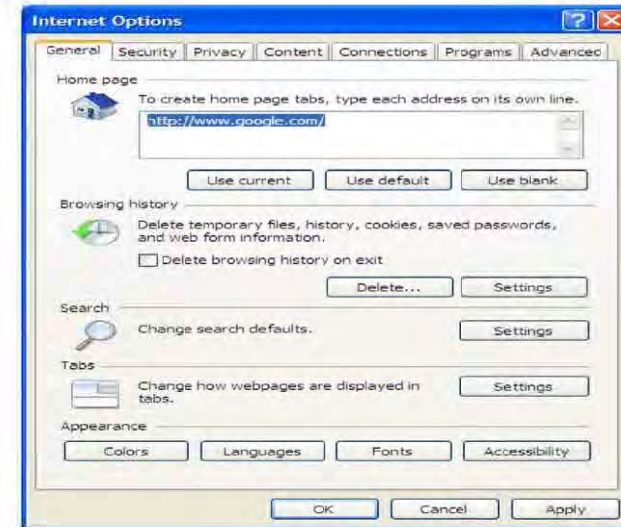 Internet Options
General Security Privacy Content Connections Programs Advanced
Home page
To create home page tabs, type each address on its own line.
http://www.google.com/
Use current Use default Use blank
Browsing history
Delete temporary files, history, cookies, saved passwords,
and web form information.
Delete browsing history on exit
Delete... Settings
Search
Change search defaults. Settings
Tabs
Change how webpages are displayed in
tabs.
Settings
Appearance
Colors Languages Fonts Accessibility
OK Cancel Apply